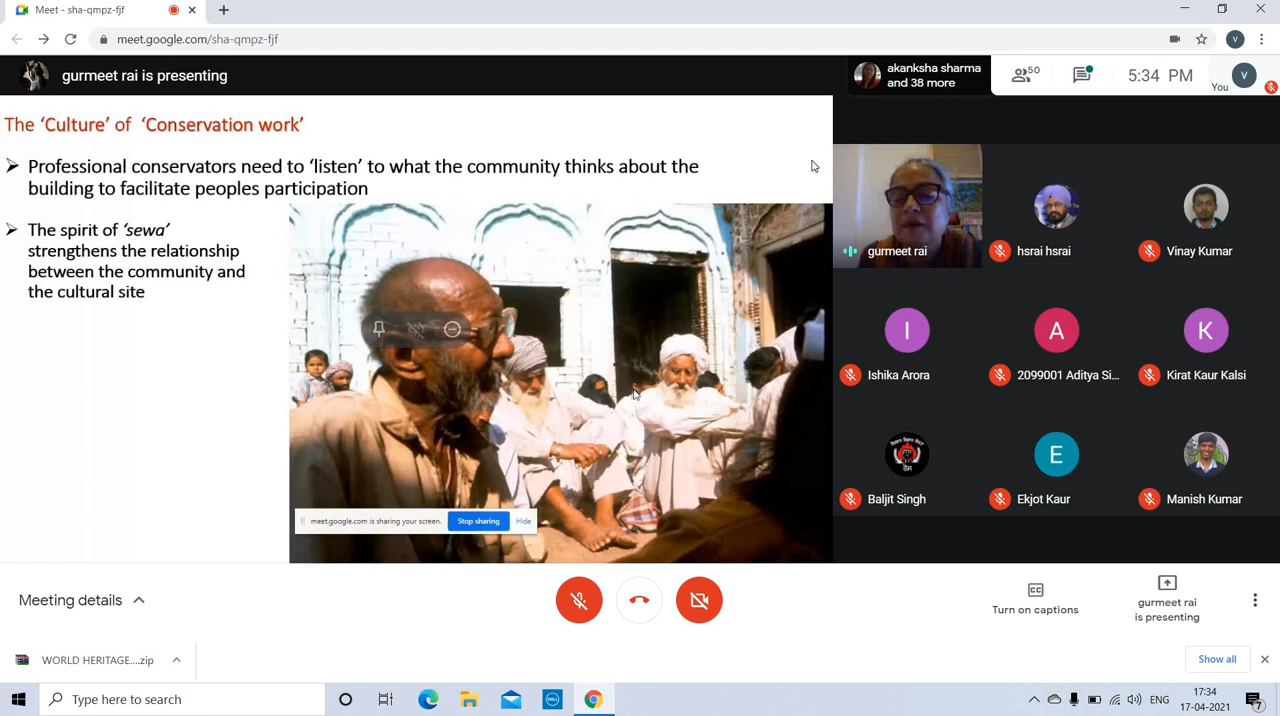 Meet - sha-qmpz-fjf
meet.google.com/sha-qmpz-fjf
V
gurmeet rai is presenting
akanksha sharma
and 38 more
50
5:34 PM
You
V
The ‘Culture’ of ‘Conservation work’
Professional conservators need to ‘listen’ to what the community thinks about the
building to facilitate peoples participation
The spirit of ‘sewa’
strengthens the relationship
between the community and
the cultural site
meet.google.com is sharing your screen.
Stop sharing
Hide
gurmeet rai
hsrai hsrai
Vinay Kumar
I
A
K
Ishika Arora
2099001 Aditya Si...
Kirat Kaur Kalsi
E
Baljit Singh
Ekjot Kaur
Manish Kumar
Meeting details
CC
Turn on captions
gurmeet rai
is presenting
WORLD HERITAGE....zip
Show all
Type here to search
DELL
ENG
17:34
17-04-2021
7